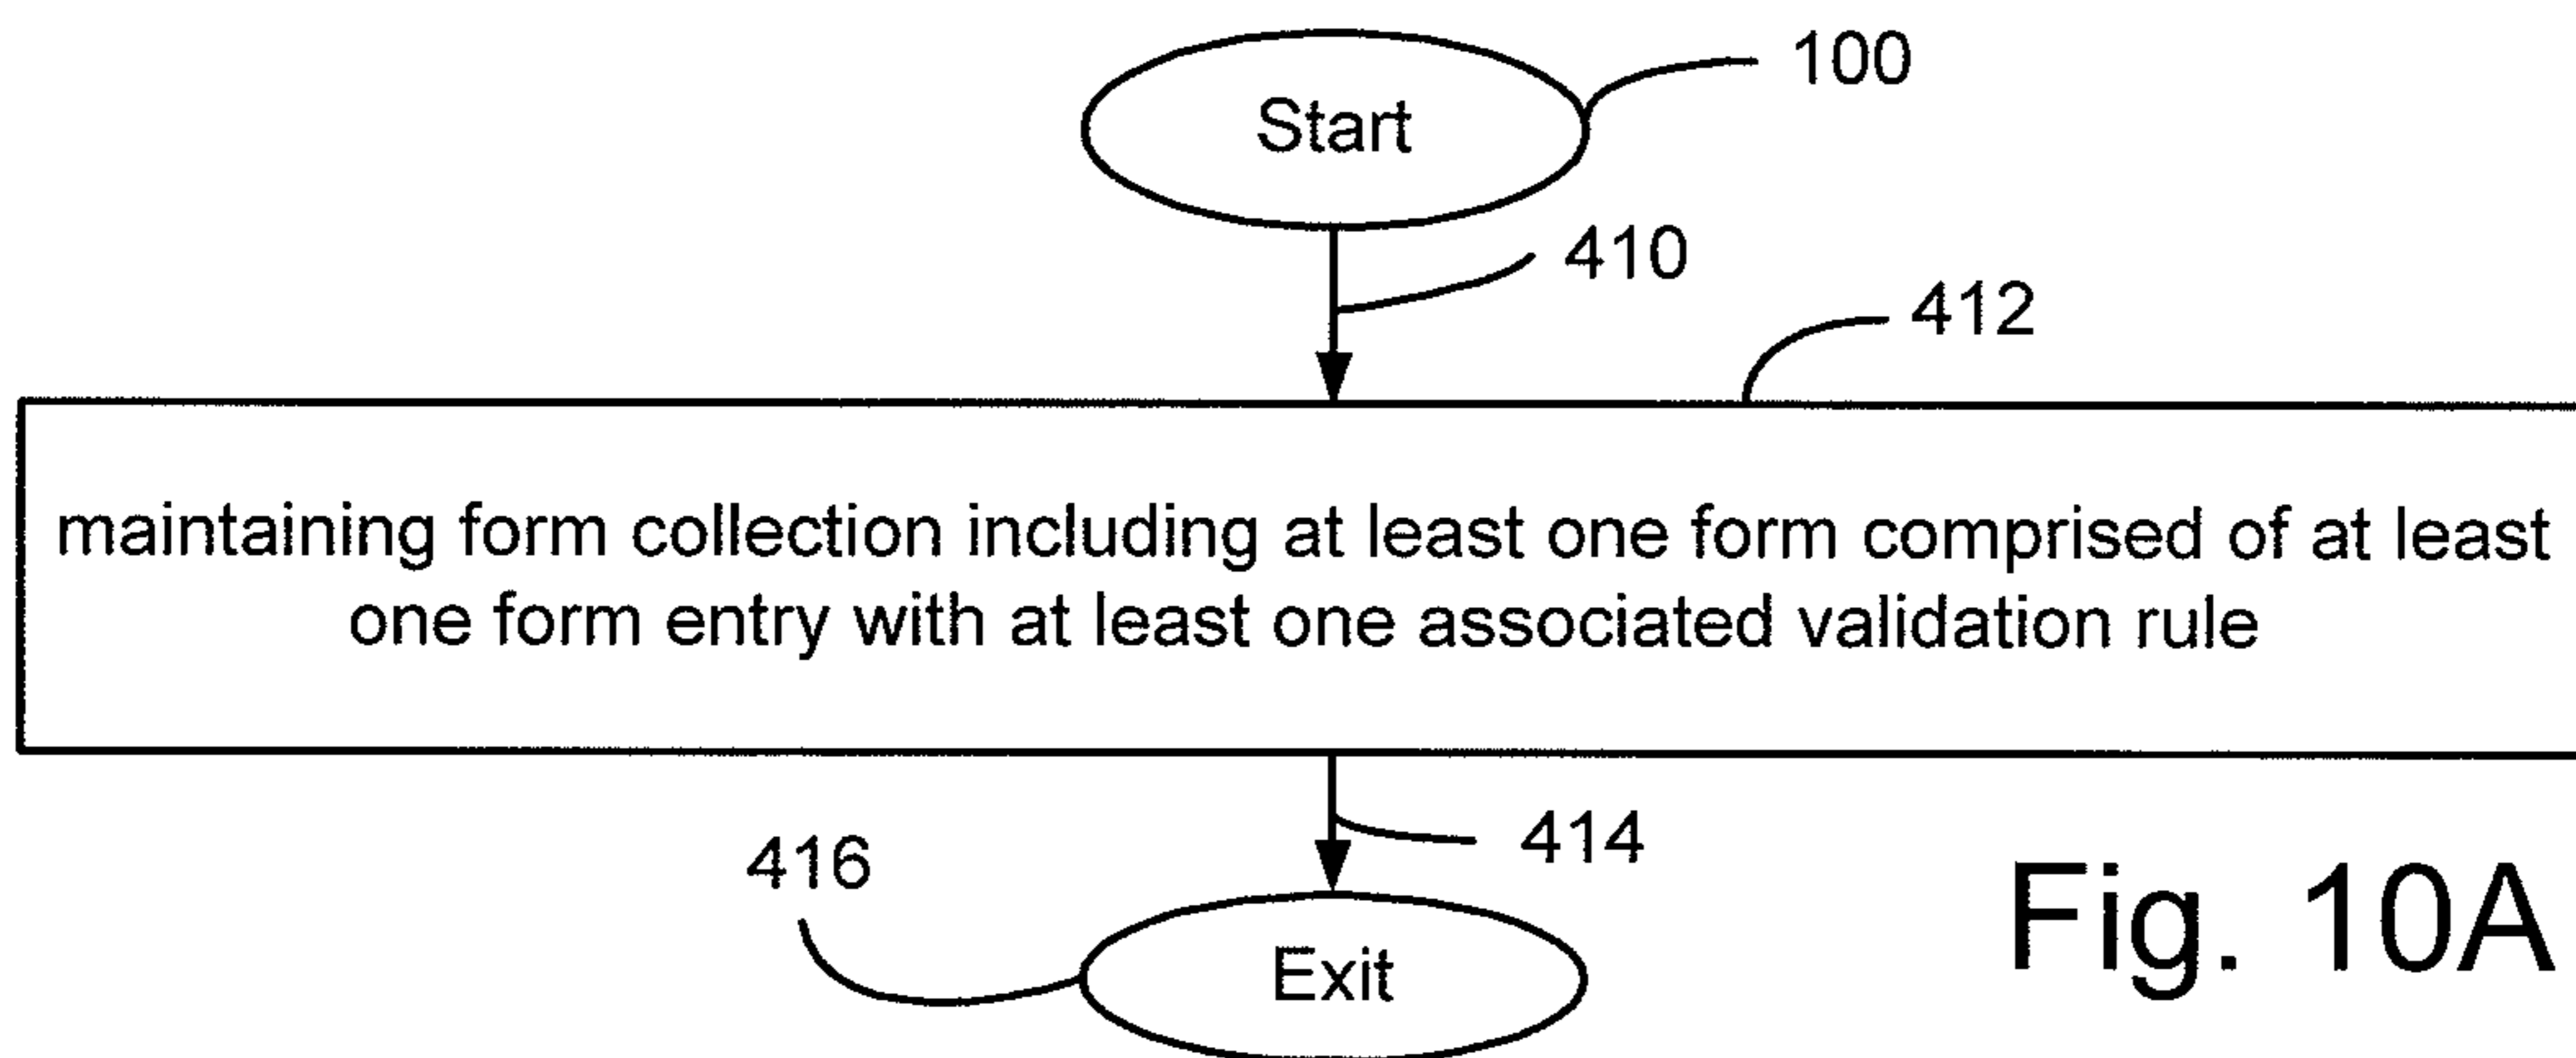 100
Start
410
412
maintaining form collection including at least one form comprised of at least
one form entry with at least one associated validation rule
414
416
Exit
Fig. 10A